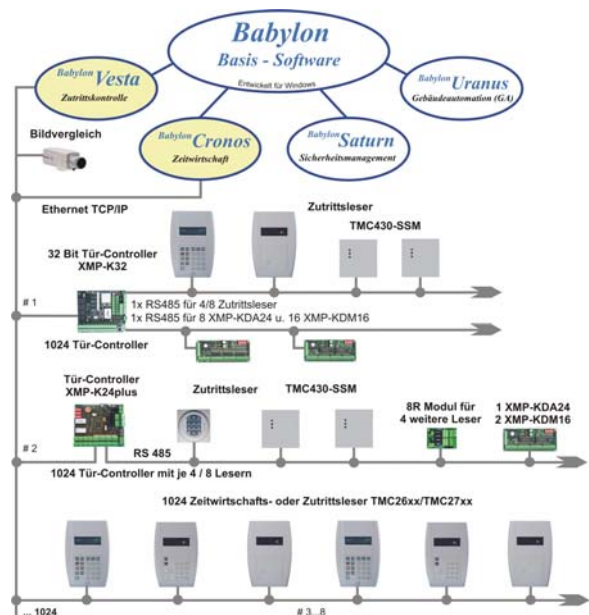 Babylon
Basis - Software
Entwickelt für Windows
Babylon Vesta
Zutrittskontrolle
Babylon Uranus
Gebäudeautomation (GA)
Bildvergleich
Babylon Cronos
Zeitwirtschaft
Babylon Saturn
Sicherheitsmanagement
Ethernet TCP/IP
Zutrittsleser
32 Bit Tür-Controller
XMP-K32
TMC430-SSM
# 1
1x RS485 für 4/8 Zutrittsleser
1x RS485 für 8 XMP-KDA24 u. 16 XMP-KDM16
1024 Tür-Controller
Tür-Controller
XMP-K24plus
Zutrittsleser
TMC430-SSM
8R Modul für
4 weitere Leser
1 XMP-KDA24
2 XMP-KDM16
# 2
RS 485
1024 Tür-Controller mit je 4 / 8 Lesern
1024 Zeitwirtschafts- oder Zutrittsleser TMC26xx/TMC27xx
... 1024
# 3...8